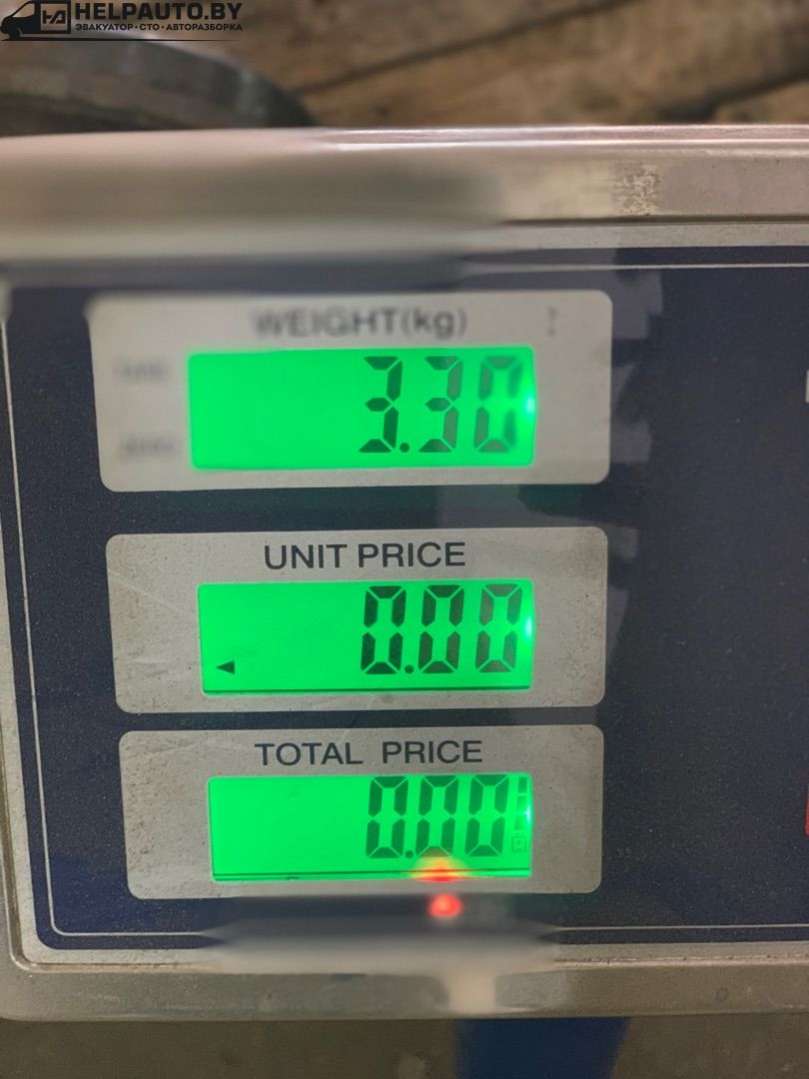 HELPAUTO.BY
ЭВАКУАТОР • СТО • АВТОРАЗБОРКА
WEIGHT(kg)
3.30
UNIT PRICE
0.00
TOTAL PRICE
0.00